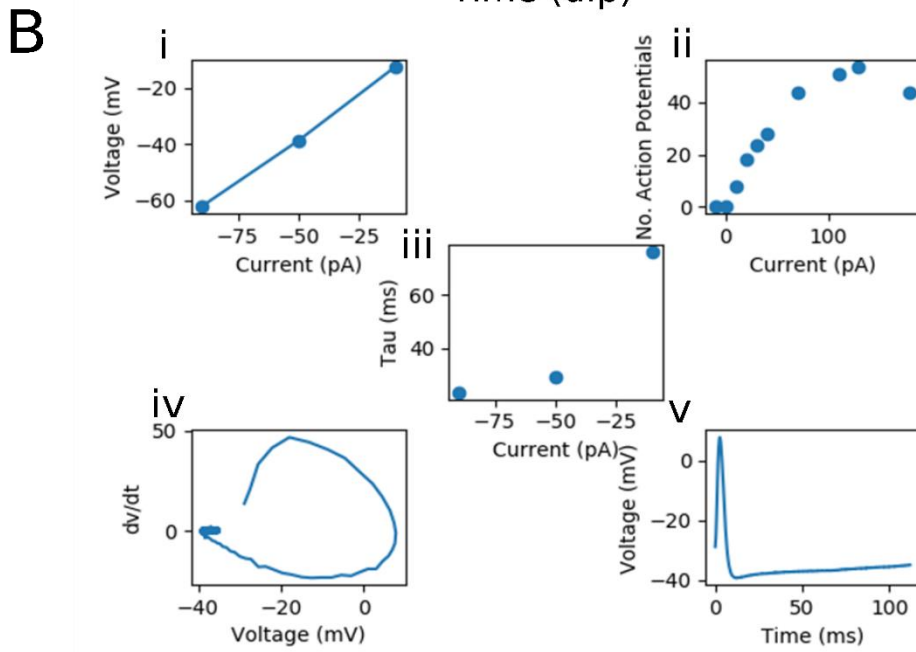 Time (dip)
B
i
Voltage (mV
−20
−40
−60
−75
−50
−25
Current (pA)
ii
No. Action Potentials
40
20
0
0
100
Current (pA)
iii
Tau (ms)
60
40
−75
−50
−25
Current (pA)
iv
dv/dt
50
0
−40
−20
0
Voltage (mV)
v
Voltage (mV)
0
−20
−40
0
50
100
Time (ms)